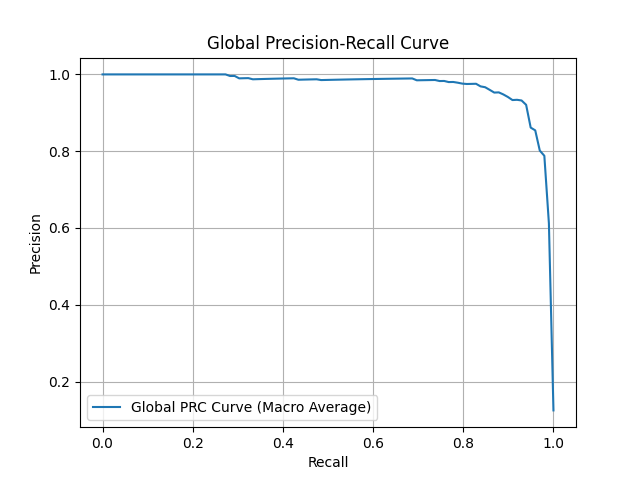 Global Precision-Recall Curve
1.0
0.8
0.6
0.4
0.2
Precision
Global PRC Curve (Macro Average)
0.0 0.2 0.4 0.6 0.8 1.0
Recall